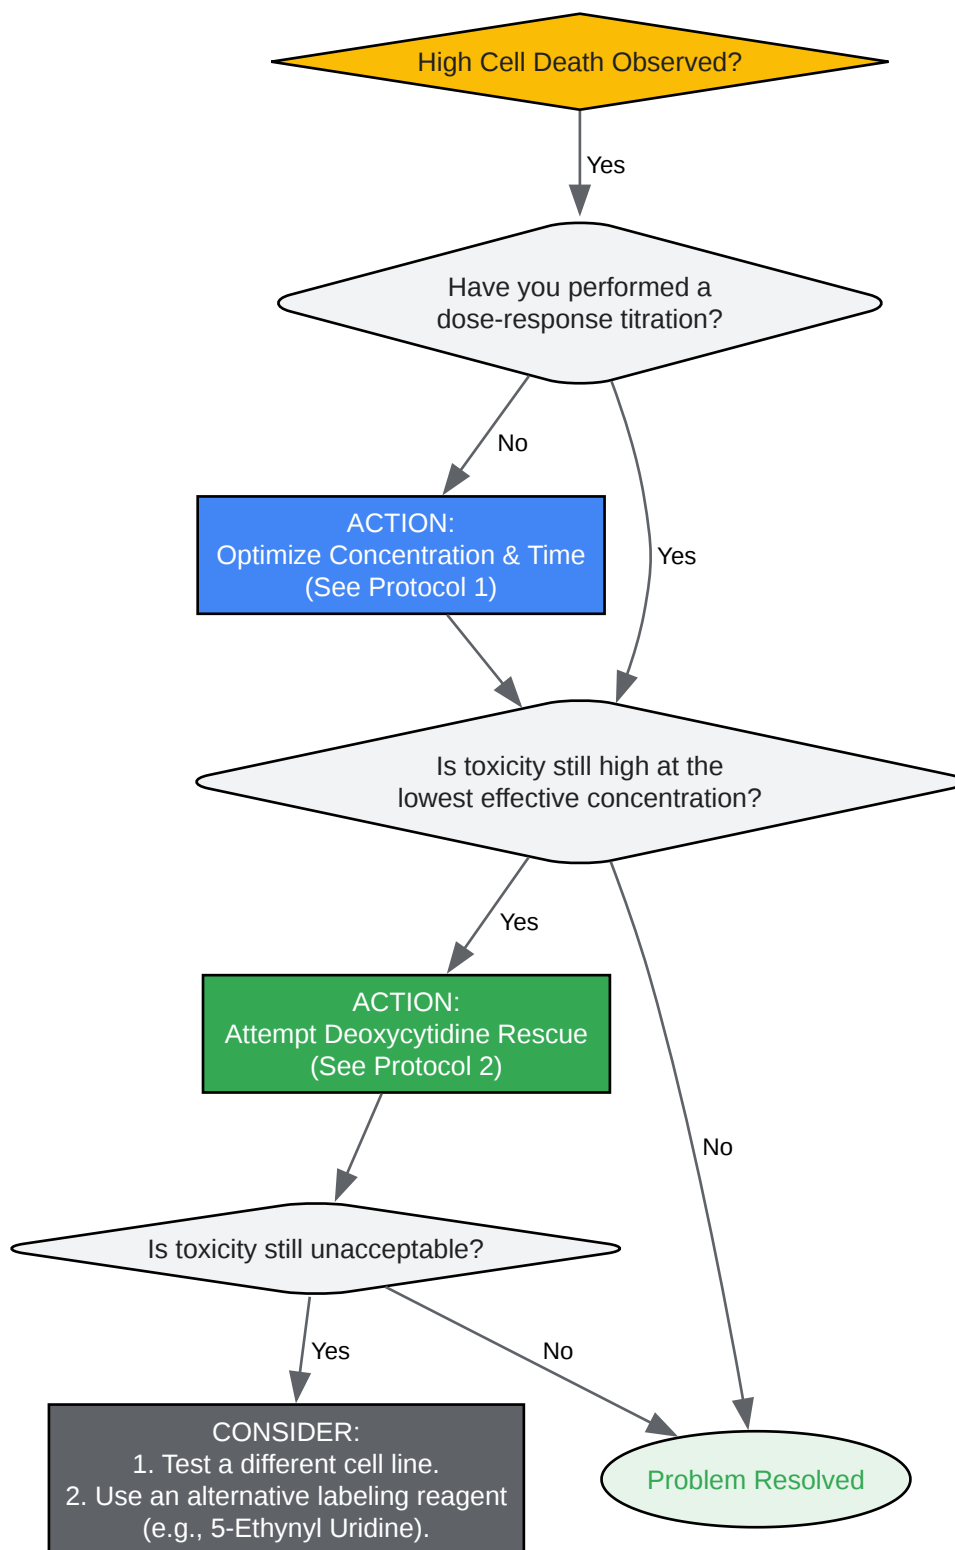 High Cell Death Observed?
Yes
Have you performed a
dose-response titration?
No
ACTION:
Optimize Concentration & Time
(See Protocol 1)
Yes
Is toxicity still high at the
lowest effective concentration?
Yes
ACTION:
Attempt Deoxycytidine Rescue
(See Protocol 2)
No
Is toxicity still unacceptable?
Yes
No
CONSIDER:
1. Test a different cell line.
2. Use an alternative labeling reagent
(e.g., 5-Ethynyl Uridine).
Problem Resolved